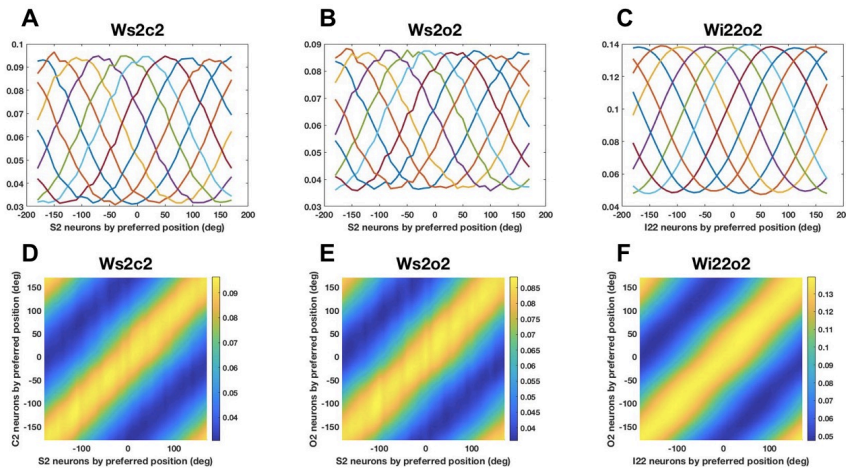 A
Ws2c2
0.1
0.09
0.08
0.07
0.06
0.05
0.04
0.03
-200 -150 -100 -50 0 50 100 150 200
S2 neurons by preferred position (deg)
B
Ws2o2
0.09
0.08
0.07
0.06
0.05
0.04
0.03
-200 -150 -100 -50 0 50 100 150 200
S2 neurons by preferred position (deg)
C
Wi22o2
0.14
0.12
0.1
0.08
0.06
0.04
-200 -150 -100 -50 0 50 100 150 20
I22 neurons by preferred position (deg)
D
Ws2c2
C2 neurons by preferred position (deg)
150
100
50
0
-50
-100
-150
-100 0 100
S2 neurons by preferred position (deg)
0.09
0.08
0.07
0.06
0.05
0.04
E
Ws2o2
O2 neurons by preferred position (deg)
150
100
50
0
-50
-100
-150
-100 0 100
S2 neurons by preferred position (deg)
0.085
0.08
0.075
0.07
0.065
0.06
0.055
0.05
0.045
0.04
F
Wi22o2
O2 neurons by preferred position (deg)
150
100
50
0
-50
-100
-150
-100 0 100
I22 neurons by preferred position (deg)
0.13
0.12
0.11
0.1
0.09
0.08
0.07
0.06
0.05